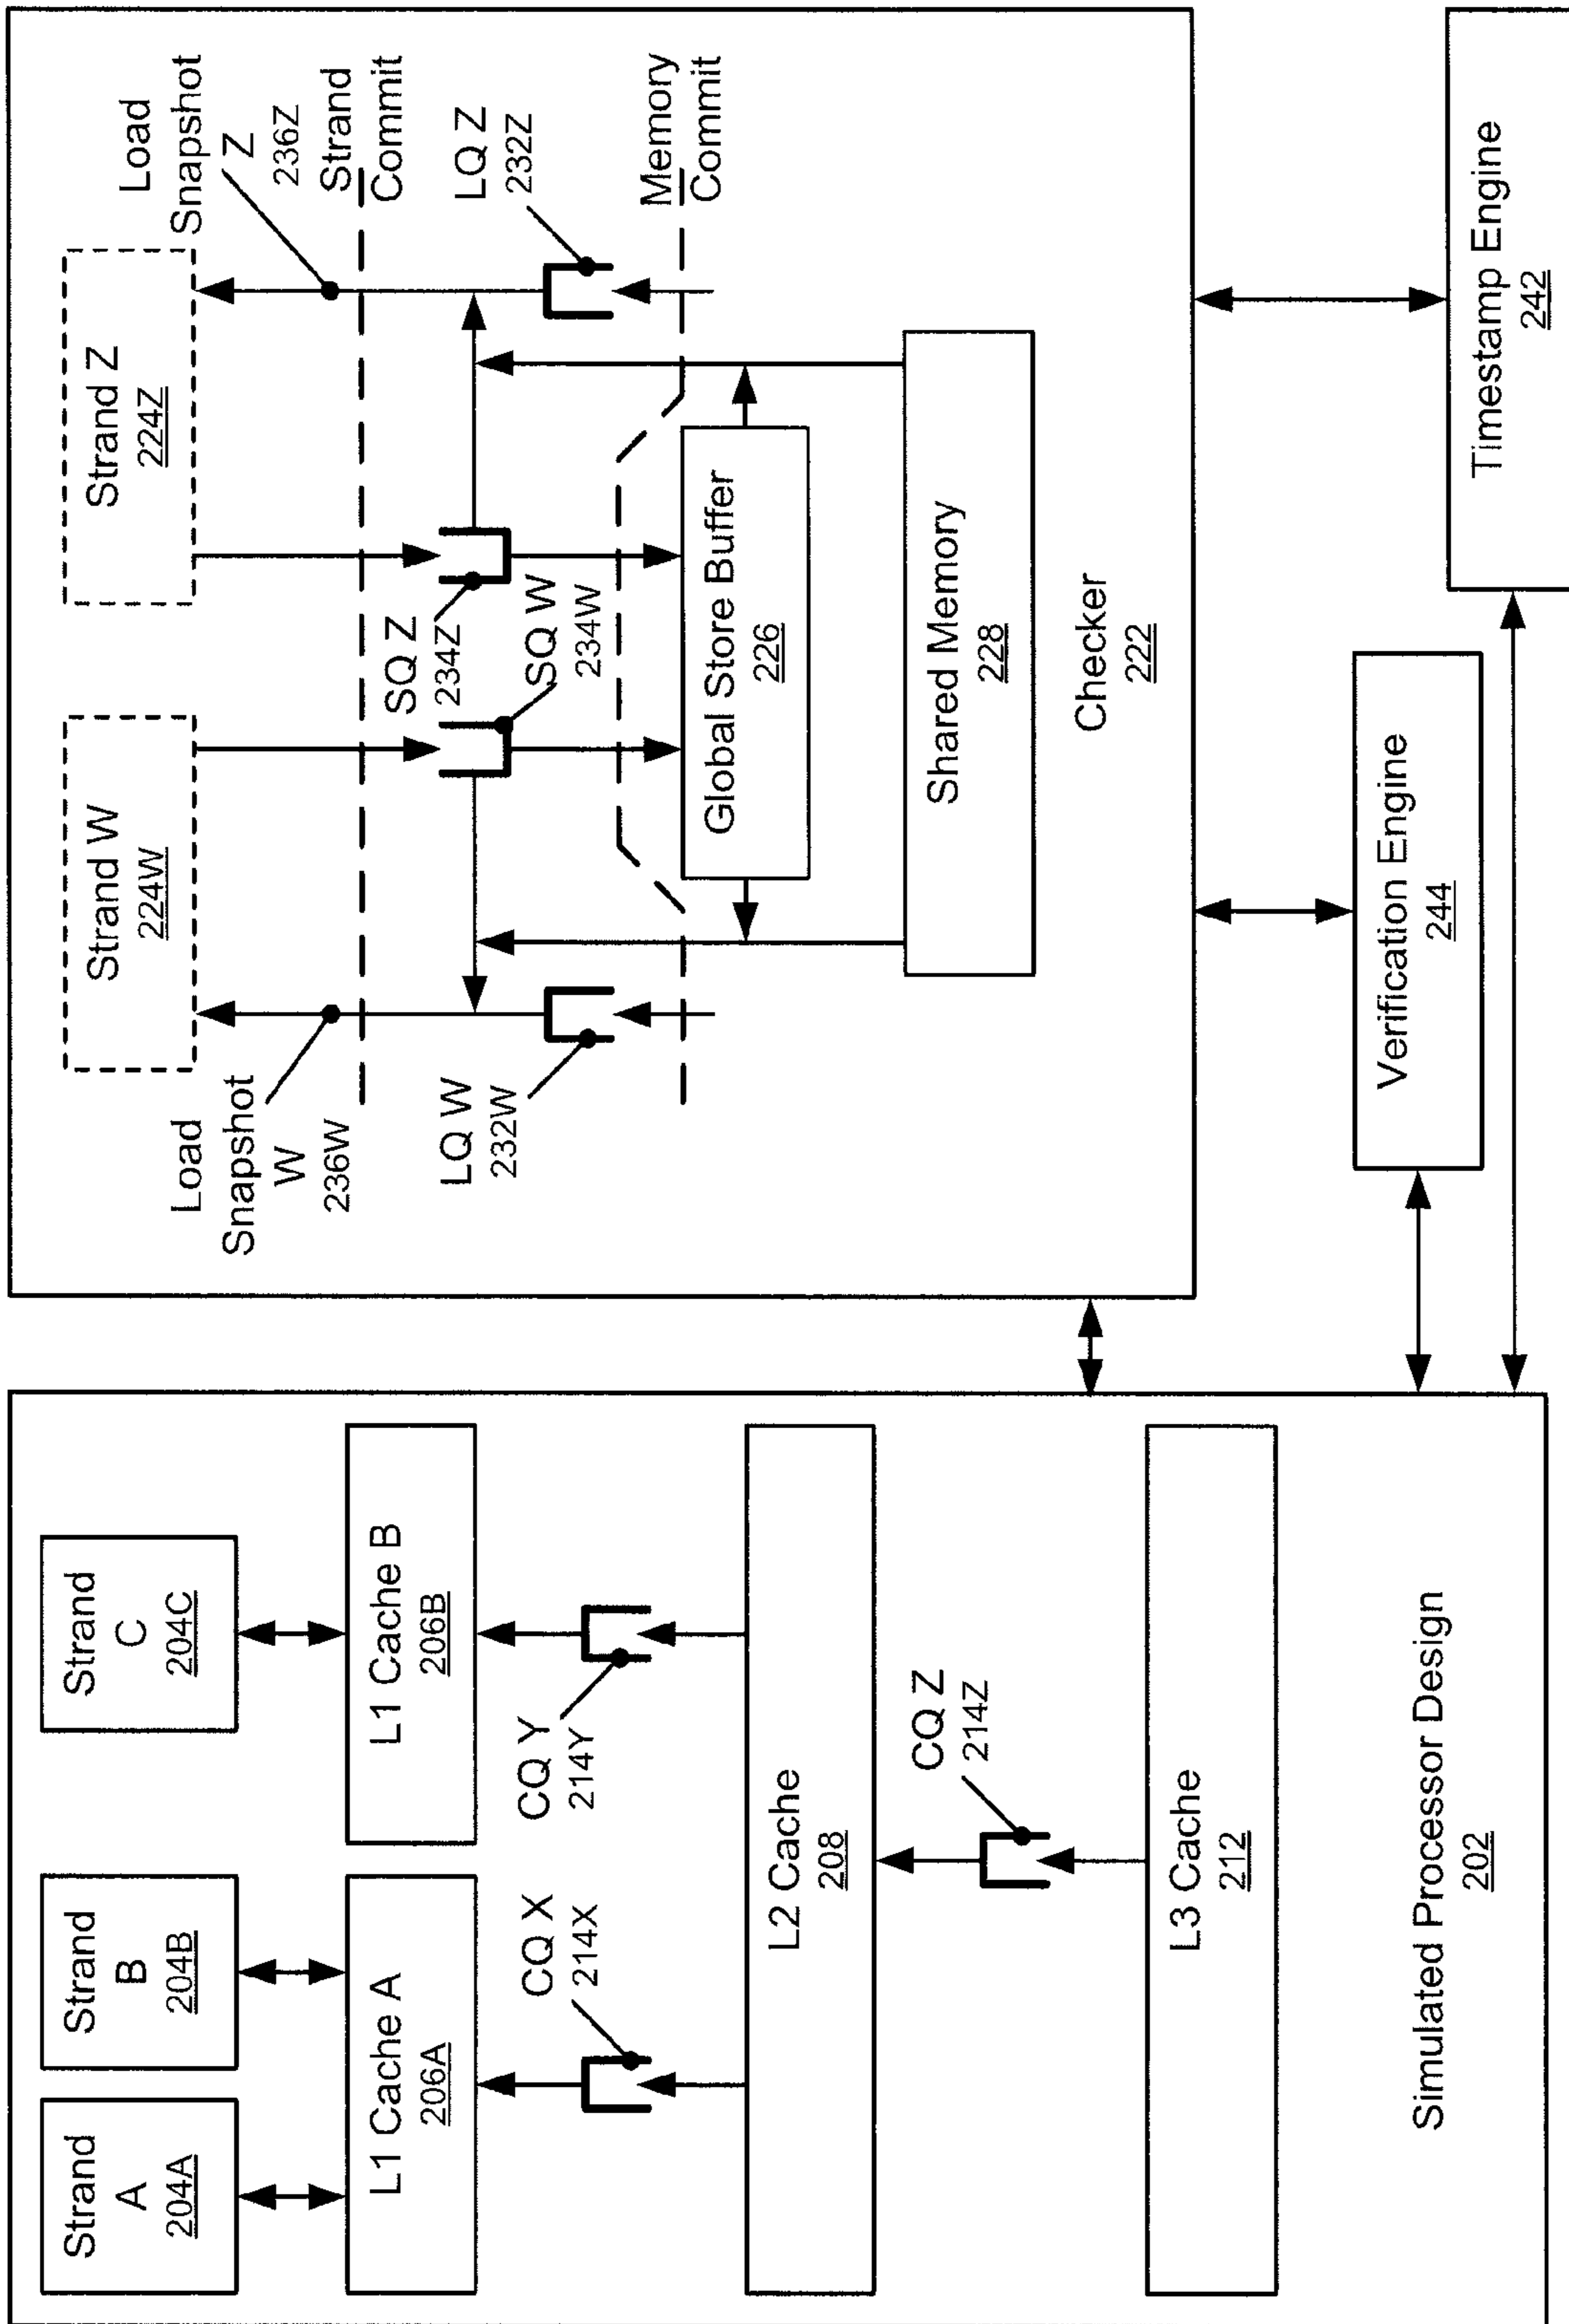 Strand
A
204A
Strand
B
204B
Strand
C
204C
L1 Cache A
206A
L1 Cache B
206B
CQ X
214X
CQ Y
214Y
L2 Cache
208
CQ Z
214Z
L3 Cache
212
Simulated Processor Design
202
Strand W
224W
Strand Z
224Z
Load
Snapshot
W
236W
Load
Snapshot
Z
236Z
Strand
Commit
LQ W
232W
SQ Z
234Z
SQ W
234W
LQ Z
232Z
Memory
Commit
Global Store Buffer
226
Shared Memory
228
Checker
222
Verification Engine
244
Timestamp Engine
242